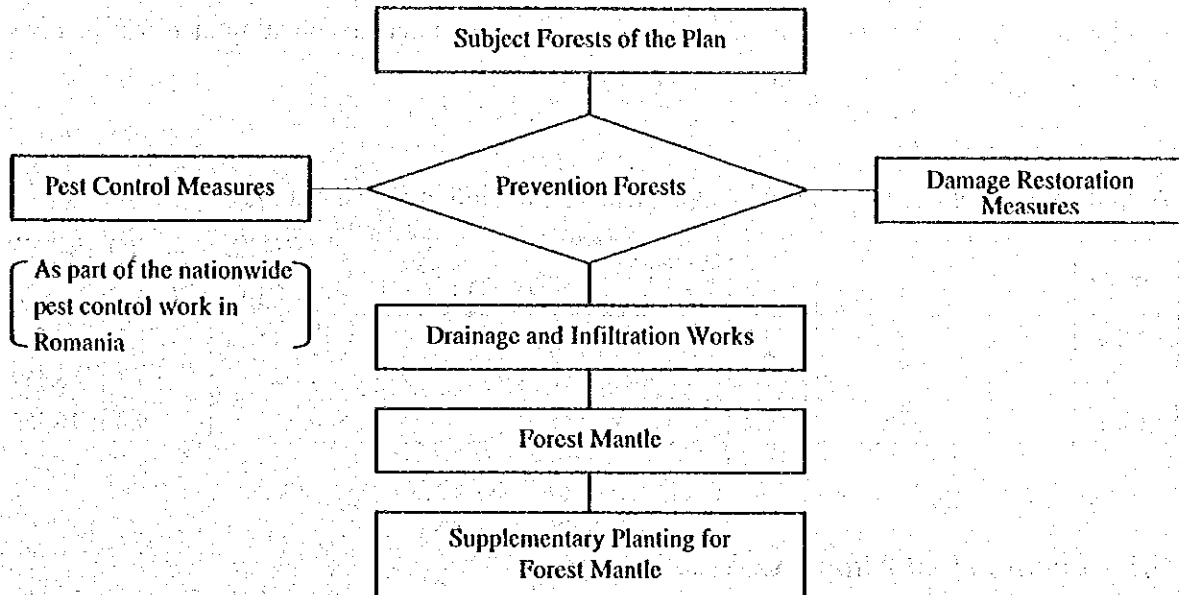 Subject Forests of the Plan
Pest Control Measures
Prevention Forests
Damage Restoration
Measures
As part of the nationwide
pest control work in
Romania
Drainage and Infiltration Works
Forest Mantle
Supplementary Planting for
Forest Mantle